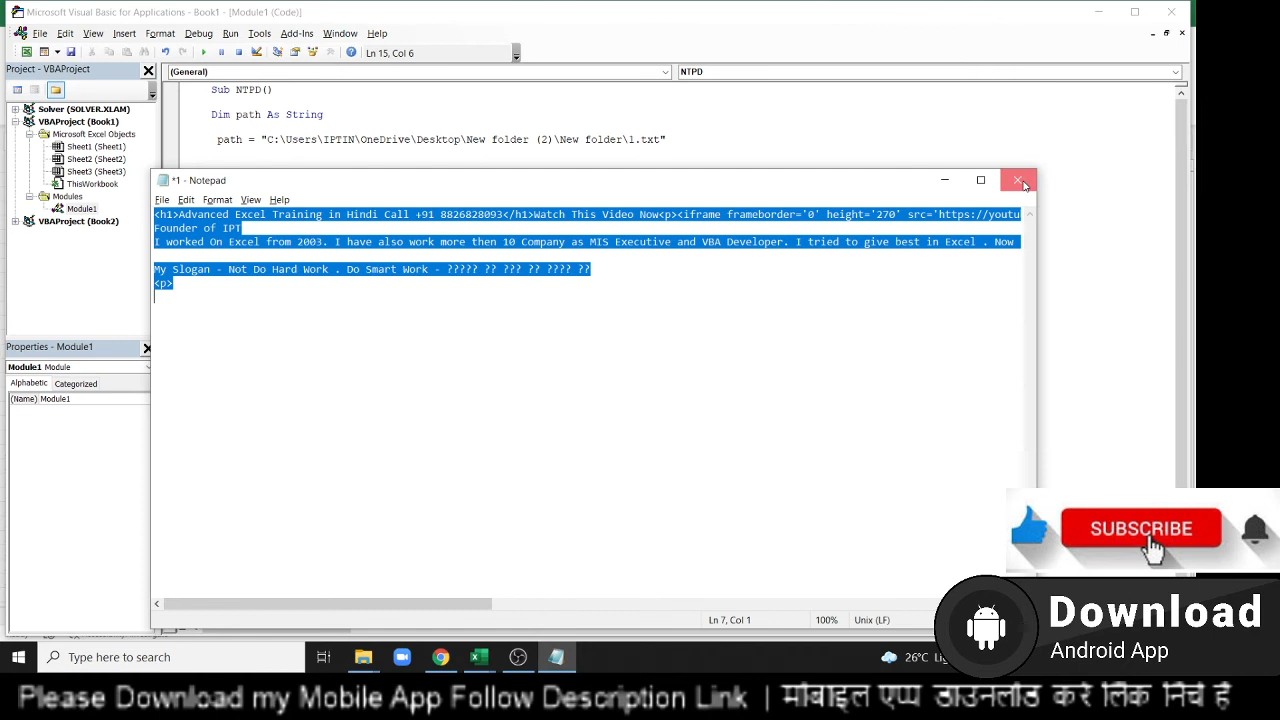 Microsoft Visual Basic for Applications - Book1 - [Module1 (Code)]
File Edit View Insert Format Debug Run Tools Add-Ins Window Help
Ln 15, Col 6
Project - VBAProject
(General)
NTPD
Solver (SOLVER.XLAM)
VBAProject (Book1)
Microsoft Excel Objects
Sheet1 (Sheet1)
Sheet2 (Sheet2)
Sheet3 (Sheet3)
ThisWorkbook
Modules
Module1
VBAProject (Book2)
Sub NTPD()
Dim path As String
path = "C:\Users\IPTIN\OneDrive\Desktop\New folder (2)\New folder\1.txt"
*1 - Notepad
File Edit Format View Help
<h1>Advanced Excel Training in Hindi Call +91 8826828093</h1>Watch This Video Now<p><iframe frameborder='0' height='270' src='https://youtu
Founder of IPT
I worked On Excel from 2003. I have also work more then 10 Company as MIS Executive and VBA Developer. I tried to give best in Excel . Now
My Slogan - Not Do Hard Work . Do Smart Work - ????? ?? ??? ?? ???? ??
<p>
Properties - Module1
Module1 Module
Alphabetic Categorized
(Name) Module1
Ln 7, Col 1
100%
Unix (LF)
SUBSCRIBE
Download
Android App
Type here to search
26°C
Please Download my Mobile App Follow Description Link | मोबाइल एप्प डाउनलोड करे लिंक निचे है